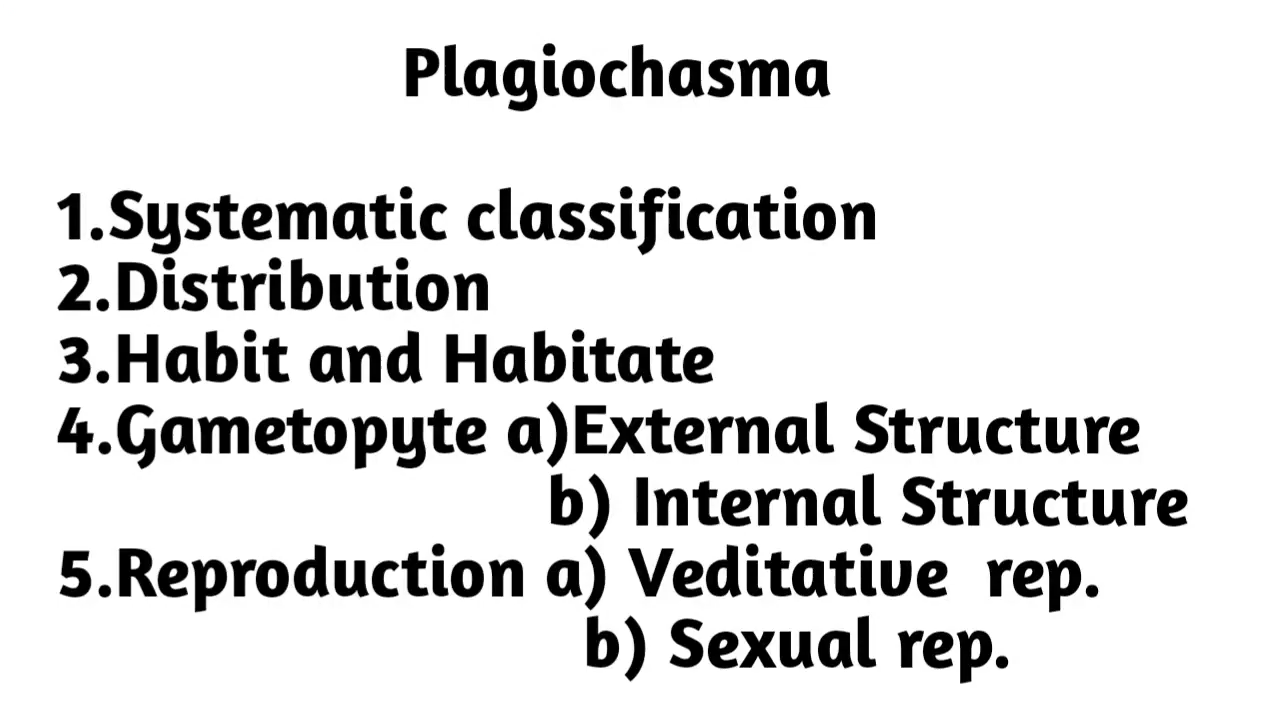 Plagiochasma
1.Systematic classification
2.Distribution
3.Habit and Habitate
4.Gametopyte a)External Structure
b) Internal Structure
5.Reproduction a) Veditative rep.
b) Sexual rep.